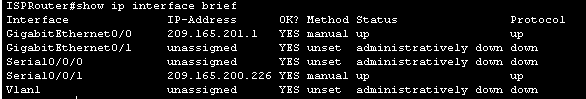 ISPRouter#show ip interface brief
Interface IP-Address OK? Method Status Protocol
GigabitEthernet0/0 209.165.201.1 YES manual up up
GigabitEthernet0/1 unassigned YES unset administratively down down
Serial0/0/0 unassigned YES unset administratively down down
Serial0/0/1 209.165.200.226 YES manual up up
Vlan1 unassigned YES unset administratively down down